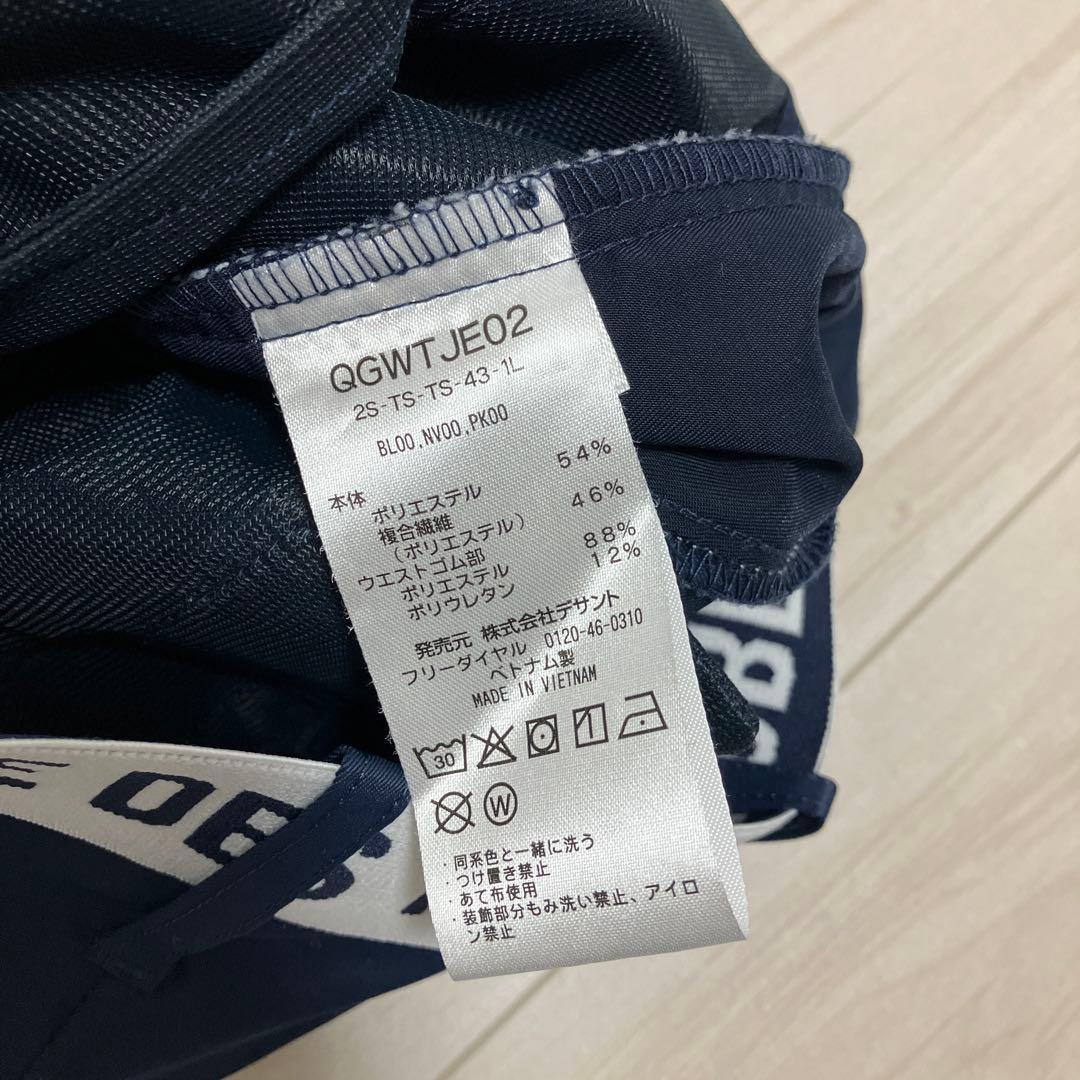 QGWTJE02
2S-TS-TS-43-1L
BL00,NV00,PK00
本体
ポリエステル 54%
複合繊維
(ポリエステル) 46%
ウエストゴム部
ポリエステル 88%
ポリウレタン 12%
発売元 株式会社デサント
フリーダイヤル 0120-46-0310
ベトナム製
MADE IN VIETNAM
30
W
・同系色と一緒に洗う
・つけ置き禁止
・あて布使用
・装飾部分もみ洗い禁止、アイロ
ン禁止